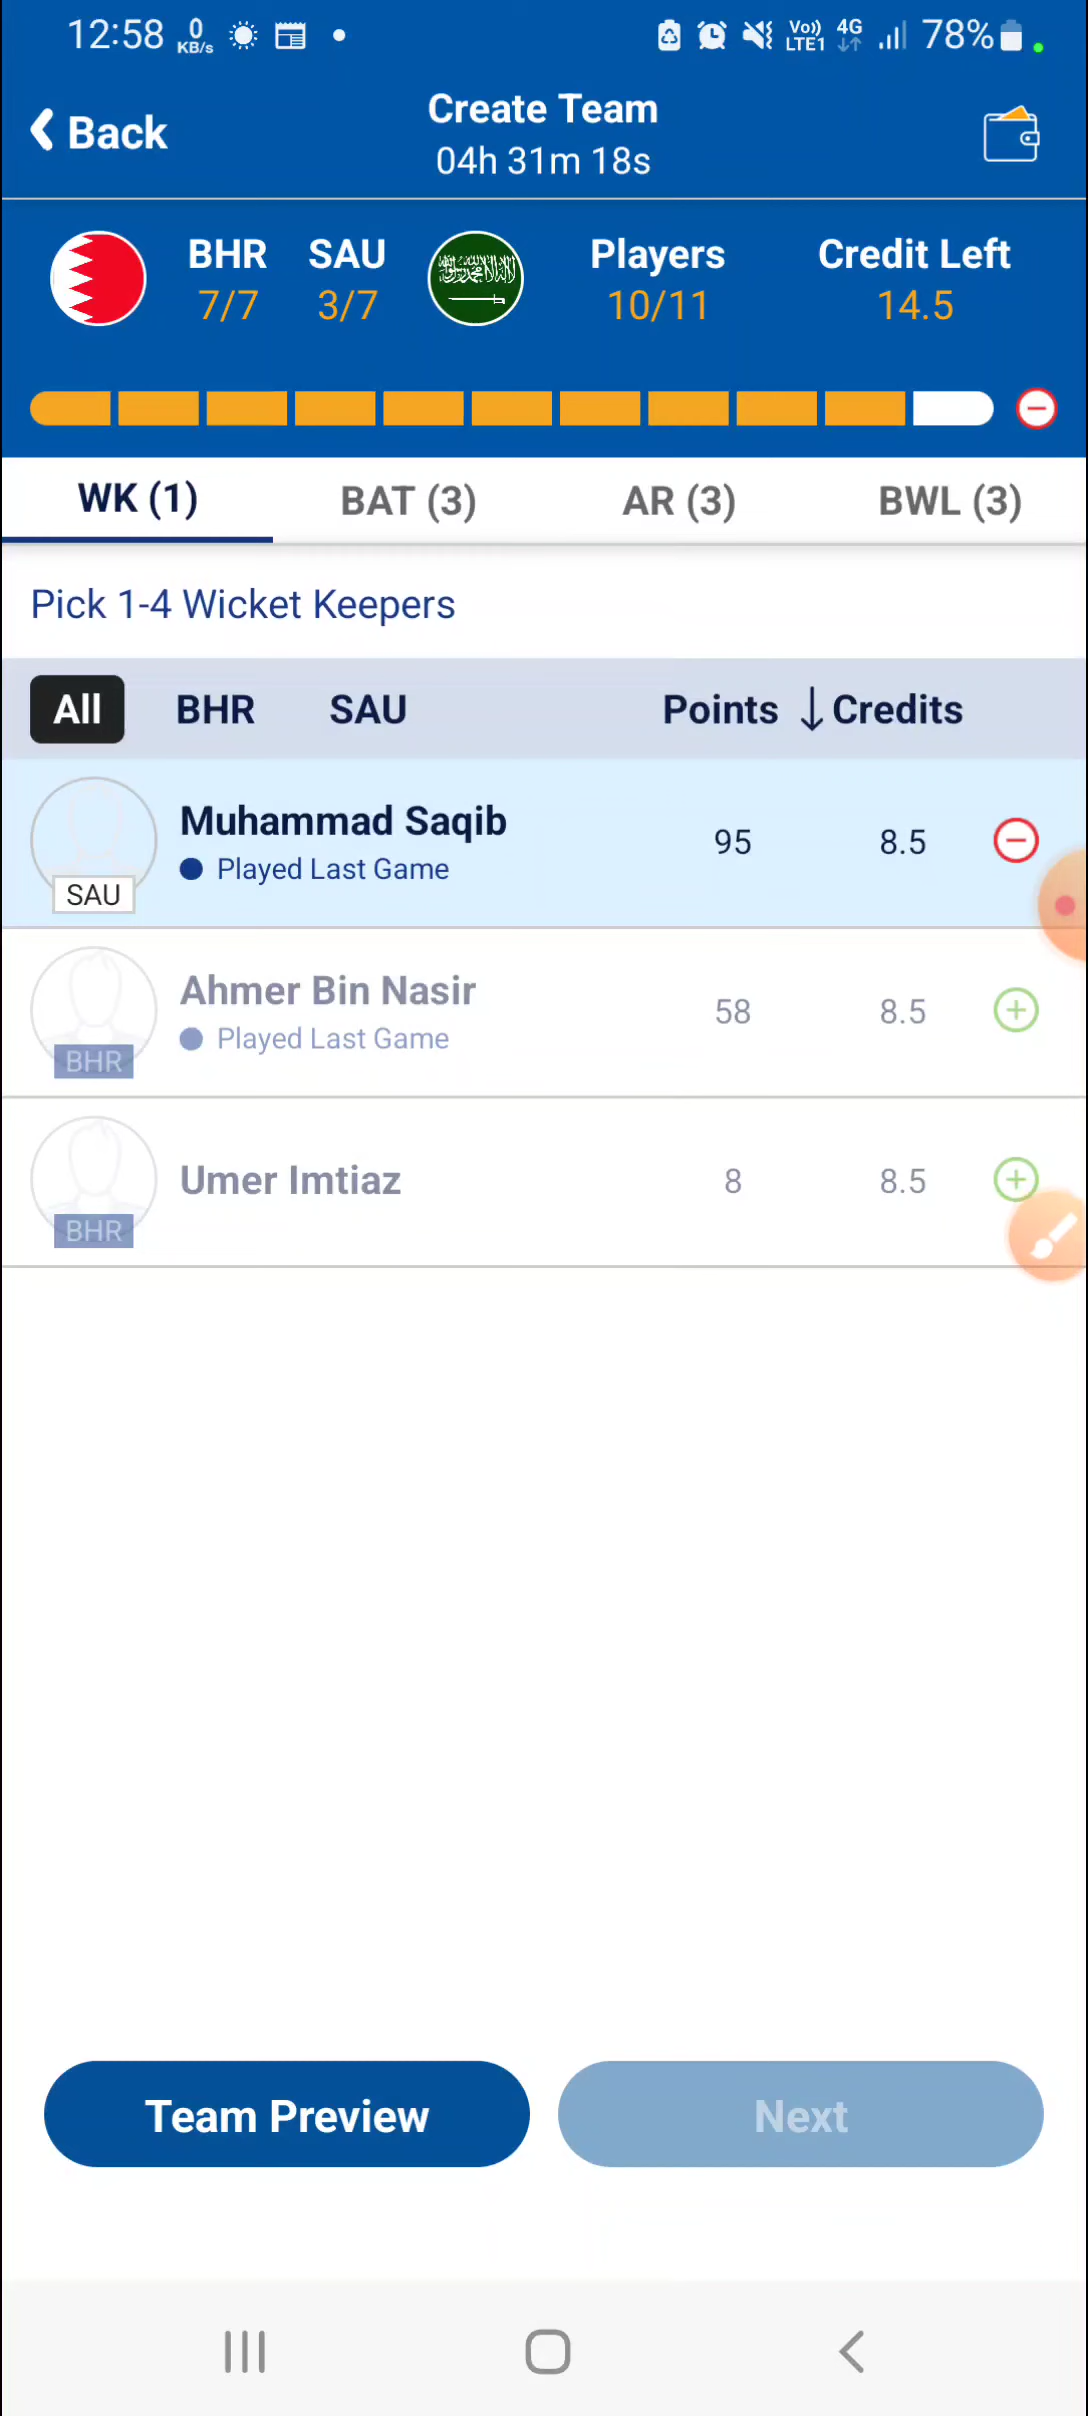 12:58 0 KB/s Vo)) LTE1 4G 78%
Back
Create Team
04h 31m 18s
BHR SAU Players Credit Left
7/7 3/7 10/11 14.5
WK (1) BAT (3) AR (3) BWL (3)
Pick 1-4 Wicket Keepers
All BHR SAU Points ↓ Credits
Muhammad Saqib 95 8.5
Played Last Game
SAU
Ahmer Bin Nasir 58 8.5
Played Last Game
BHR
Umer Imtiaz 8 8.5
BHR
Team Preview Next